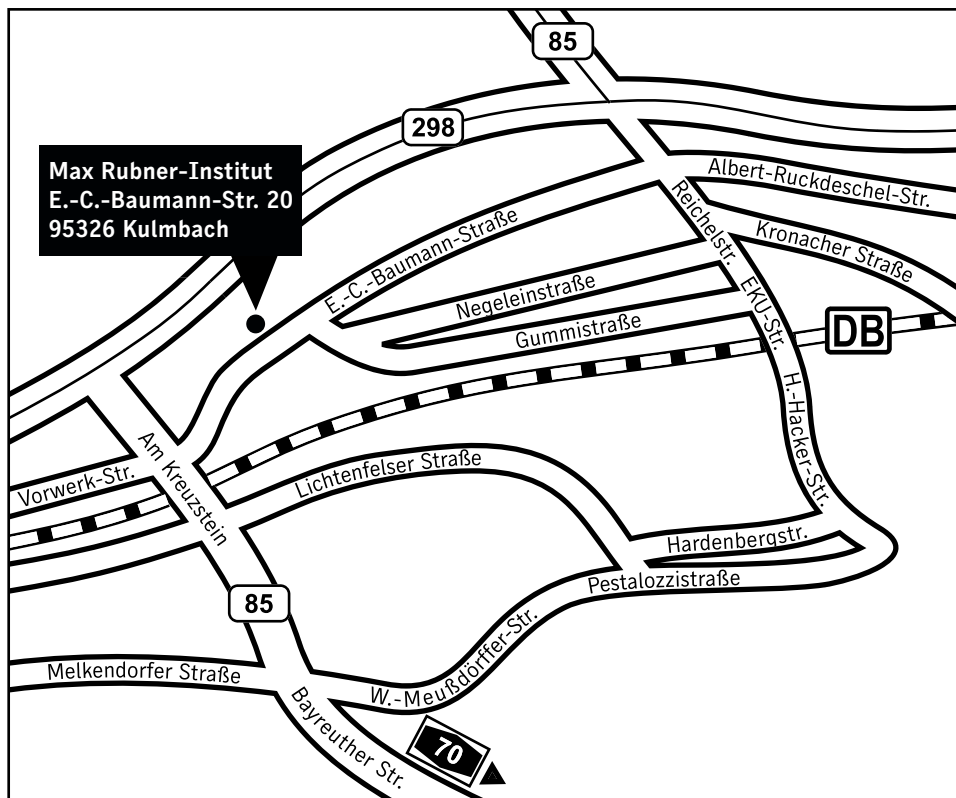 85
298
Max Rubner-Institut
E.-C.-Baumann-Str. 20
95326 Kulmbach
Albert-Ruckdeschel-Str.
Reichelstr.
Kronacher Straße
E.-C.-Baumann-Straße
Negeleinstraße
Gummistraße
EKU-Str.
DB
H.-Hacker-Str.
Am Kreuzstein
Vorwerk-Str.
Lichtenfelser Straße
Hardenbergstr.
Pestalozzistraße
85
W.-Meußdörffer-Str.
Melkendorfer Straße
Bayreuther Str.
70